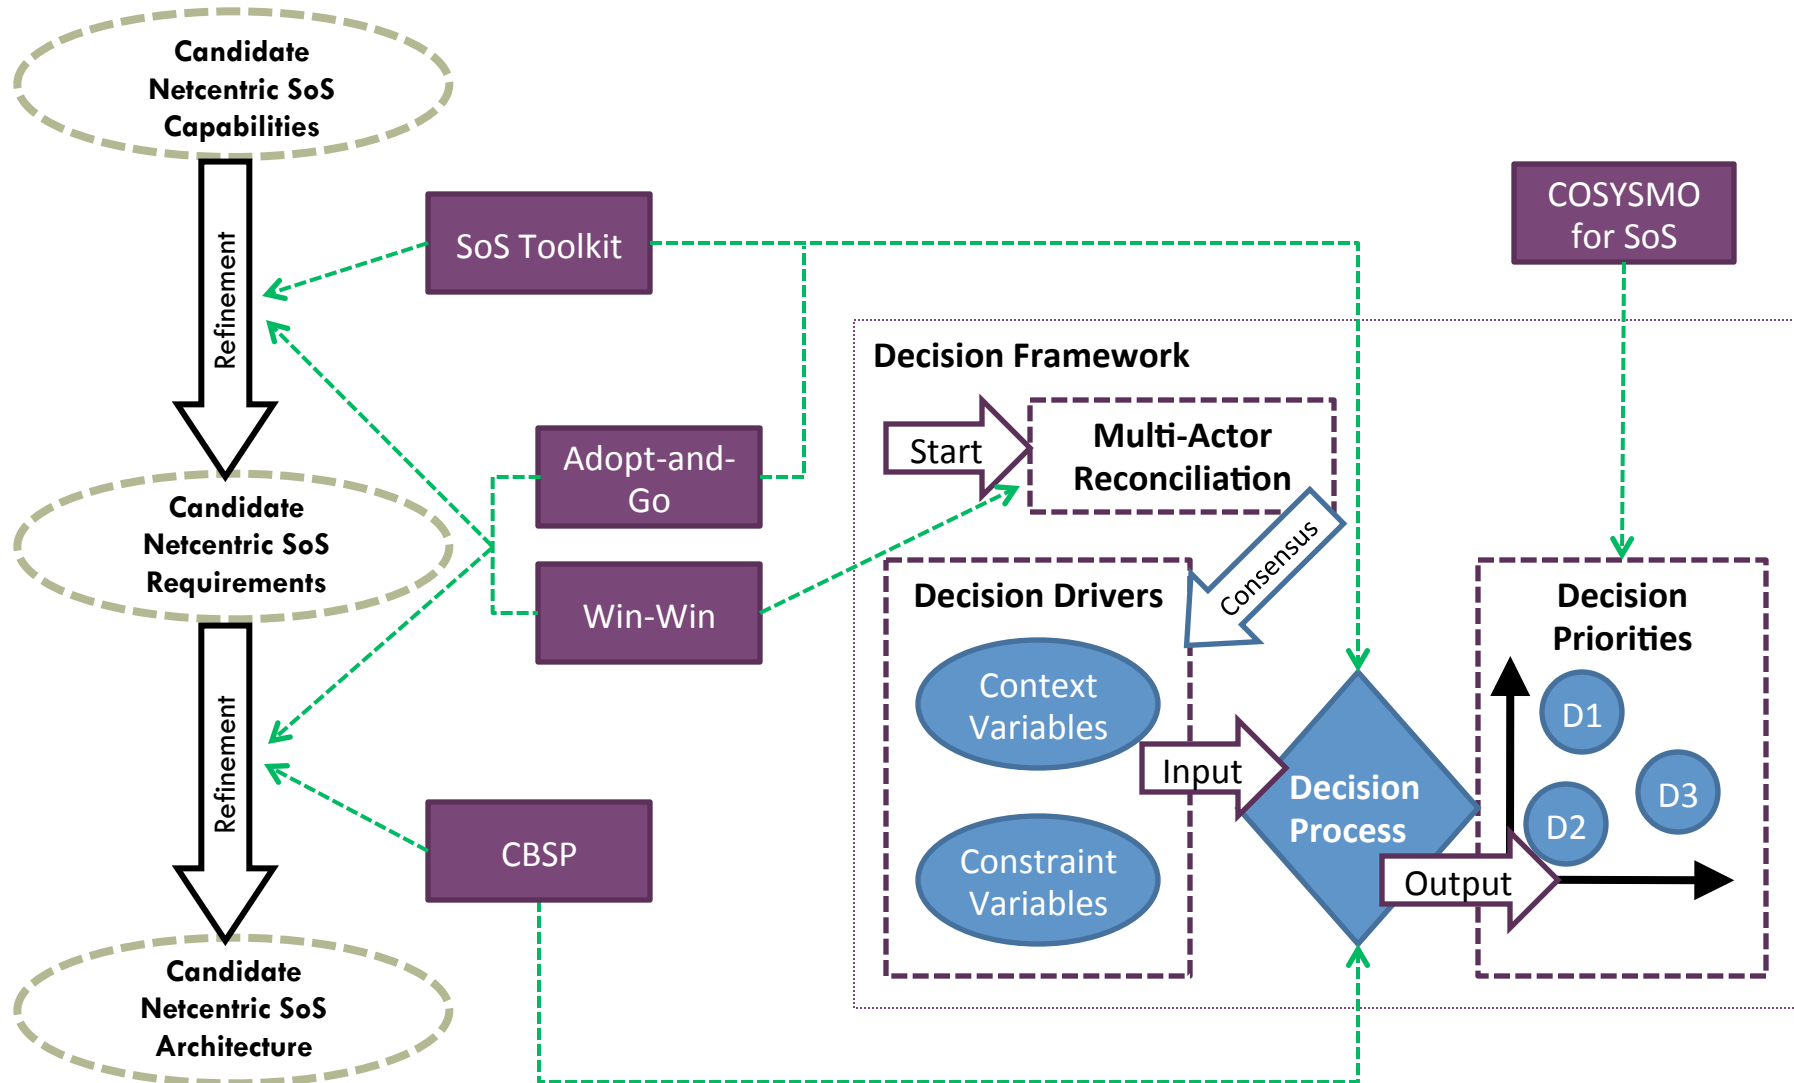 Candidate
Netcentric SoS
Capabilities
Refinement
SoS Toolkit
COSYSMO
for SoS
Decision Framework
Start
Multi-Actor
Reconciliation
Adopt-and-
Go
Candidate
Netcentric SoS
Requirements
Win-Win
Consensus
Decision Drivers
Context
Variables
Input
Constraint
Variables
Decision
Process
Output
Decision
Priorities
D1
D2
D3
Refinement
CBSP
Candidate
Netcentric SoS
Architecture